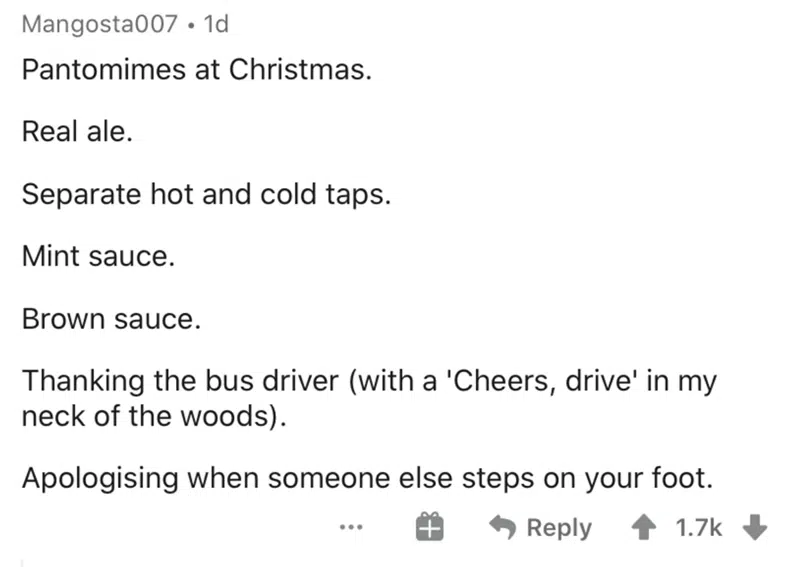 Mangosta007 • 1d
Pantomimes at Christmas.
Real ale.
Separate hot and cold taps.
Mint sauce.
Brown sauce.
Thanking the bus driver (with a 'Cheers, drive' in my
neck of the woods).
Apologising when someone else steps on your foot.
Reply 1.7k